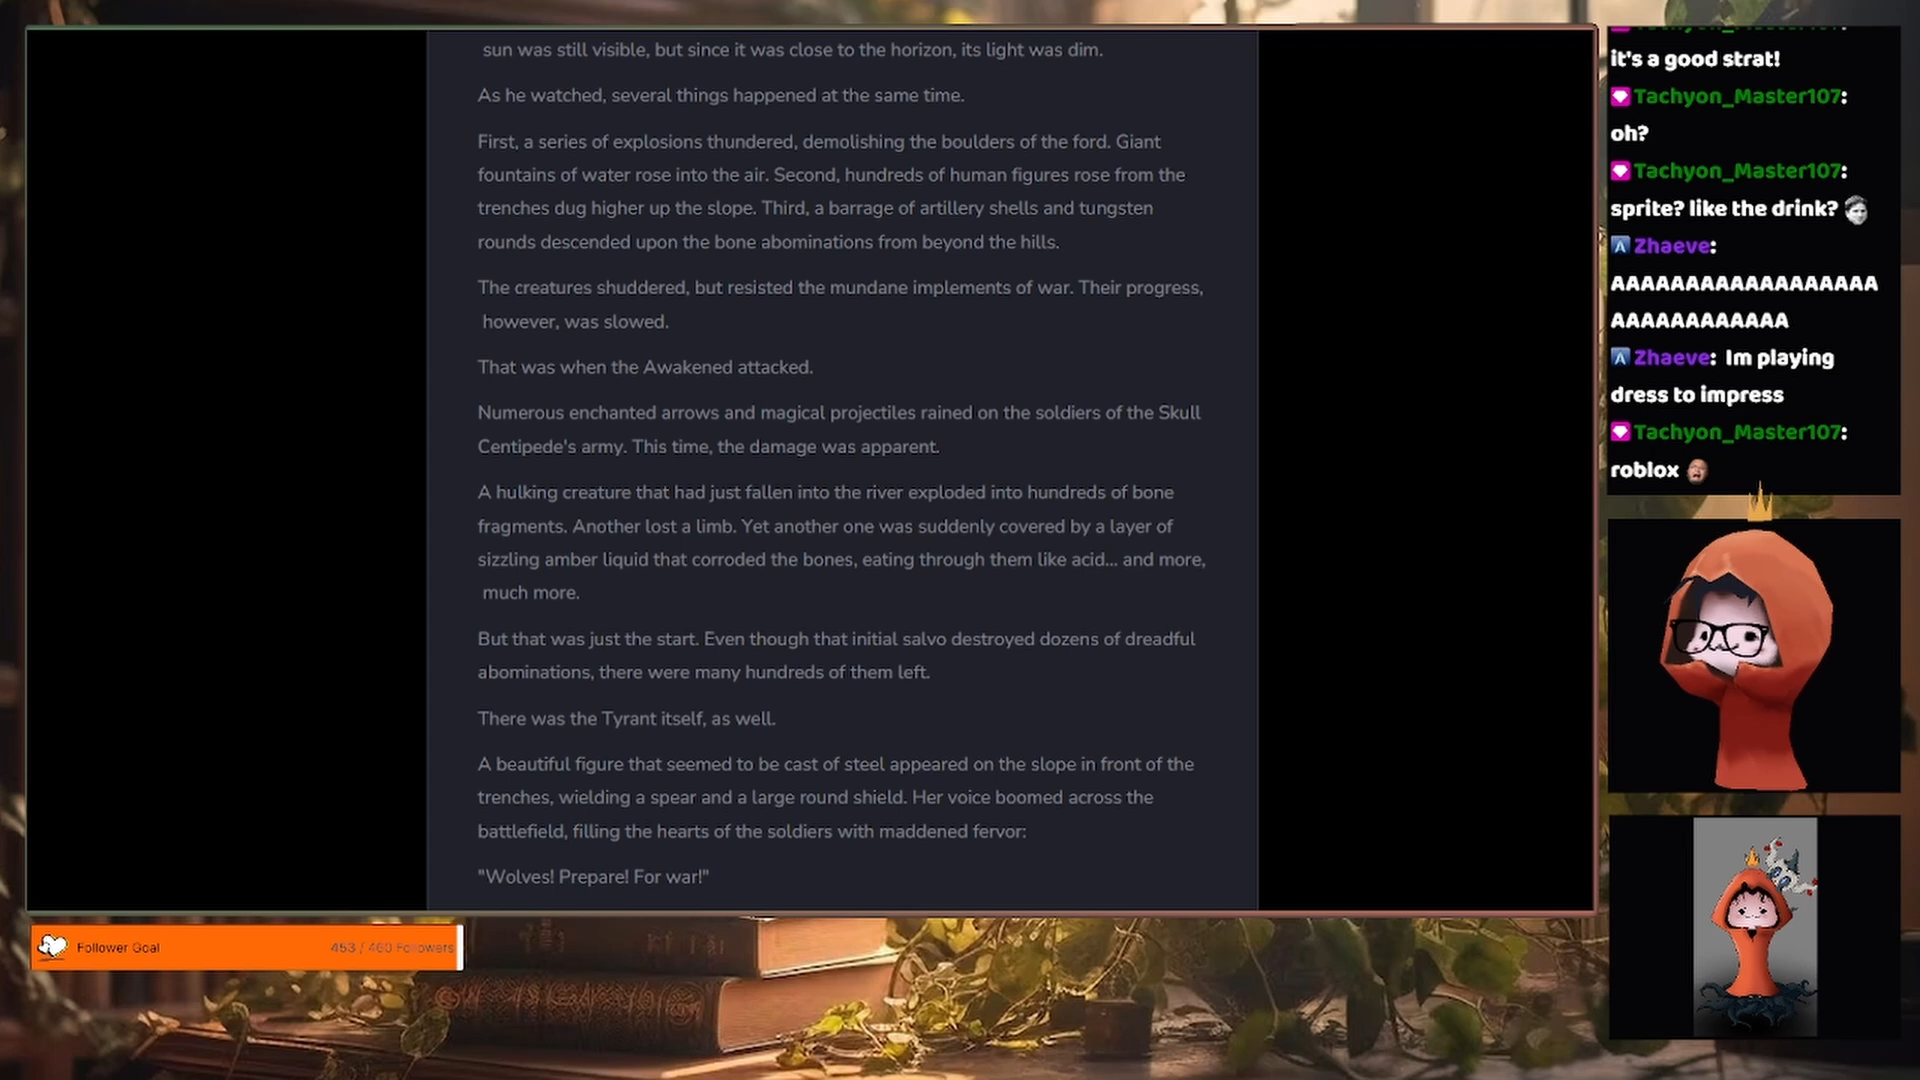 sun was still visible, but since it was close to the horizon, its light was dim.
As he watched, several things happened at the same time.
First, a series of explosions thundered, demolishing the boulders of the ford. Giant
fountains of water rose into the air. Second, hundreds of human figures rose from the
trenches dug higher up the slope. Third, a barrage of artillery shells and tungsten
rounds descended upon the bone abominations from beyond the hills.
The creatures shuddered, but resisted the mundane implements of war. Their progress,
however, was slowed.
That was when the Awakened attacked.
Numerous enchanted arrows and magical projectiles rained on the soldiers of the Skull
Centipede's army. This time, the damage was apparent.
A hulking creature that had just fallen into the river exploded into hundreds of bone
fragments. Another lost a limb. Yet another one was suddenly covered by a layer of
sizzling amber liquid that corroded the bones, eating through them like acid... and more,
much more.
But that was just the start. Even though that initial salvo destroyed dozens of dreadful
abominations, there were many hundreds of them left.
There was the Tyrant itself, as well.
A beautiful figure that seemed to be cast of steel appeared on the slope in front of the
trenches, wielding a spear and a large round shield. Her voice boomed across the
battlefield, filling the hearts of the soldiers with maddened fervor:
"Wolves! Prepare! For war!"
Follower Goal
453 / 460 Followers
it's a good strat!
Tachyon_Master107:
oh?
Tachyon_Master107:
sprite? like the drink?
Zhaeve:
AAAAAAAAAAAAAAAAAA
AAAAAAAAAAAA
Zhaeve: Im playing
dress to impress
Tachyon_Master107:
roblox